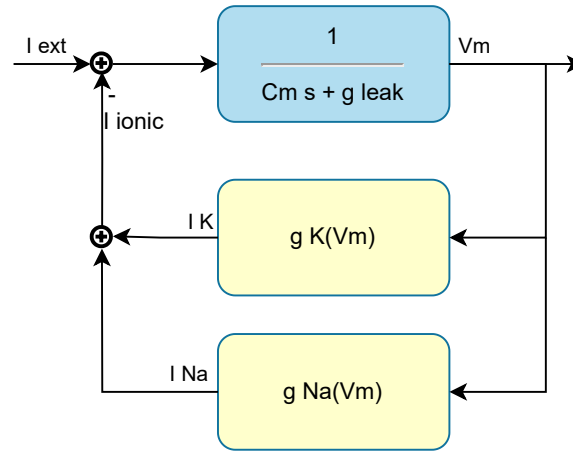 I ext
1
Cm s + g leak
Vm
-
I ionic
I K
g K(Vm)
I Na
g Na(Vm)